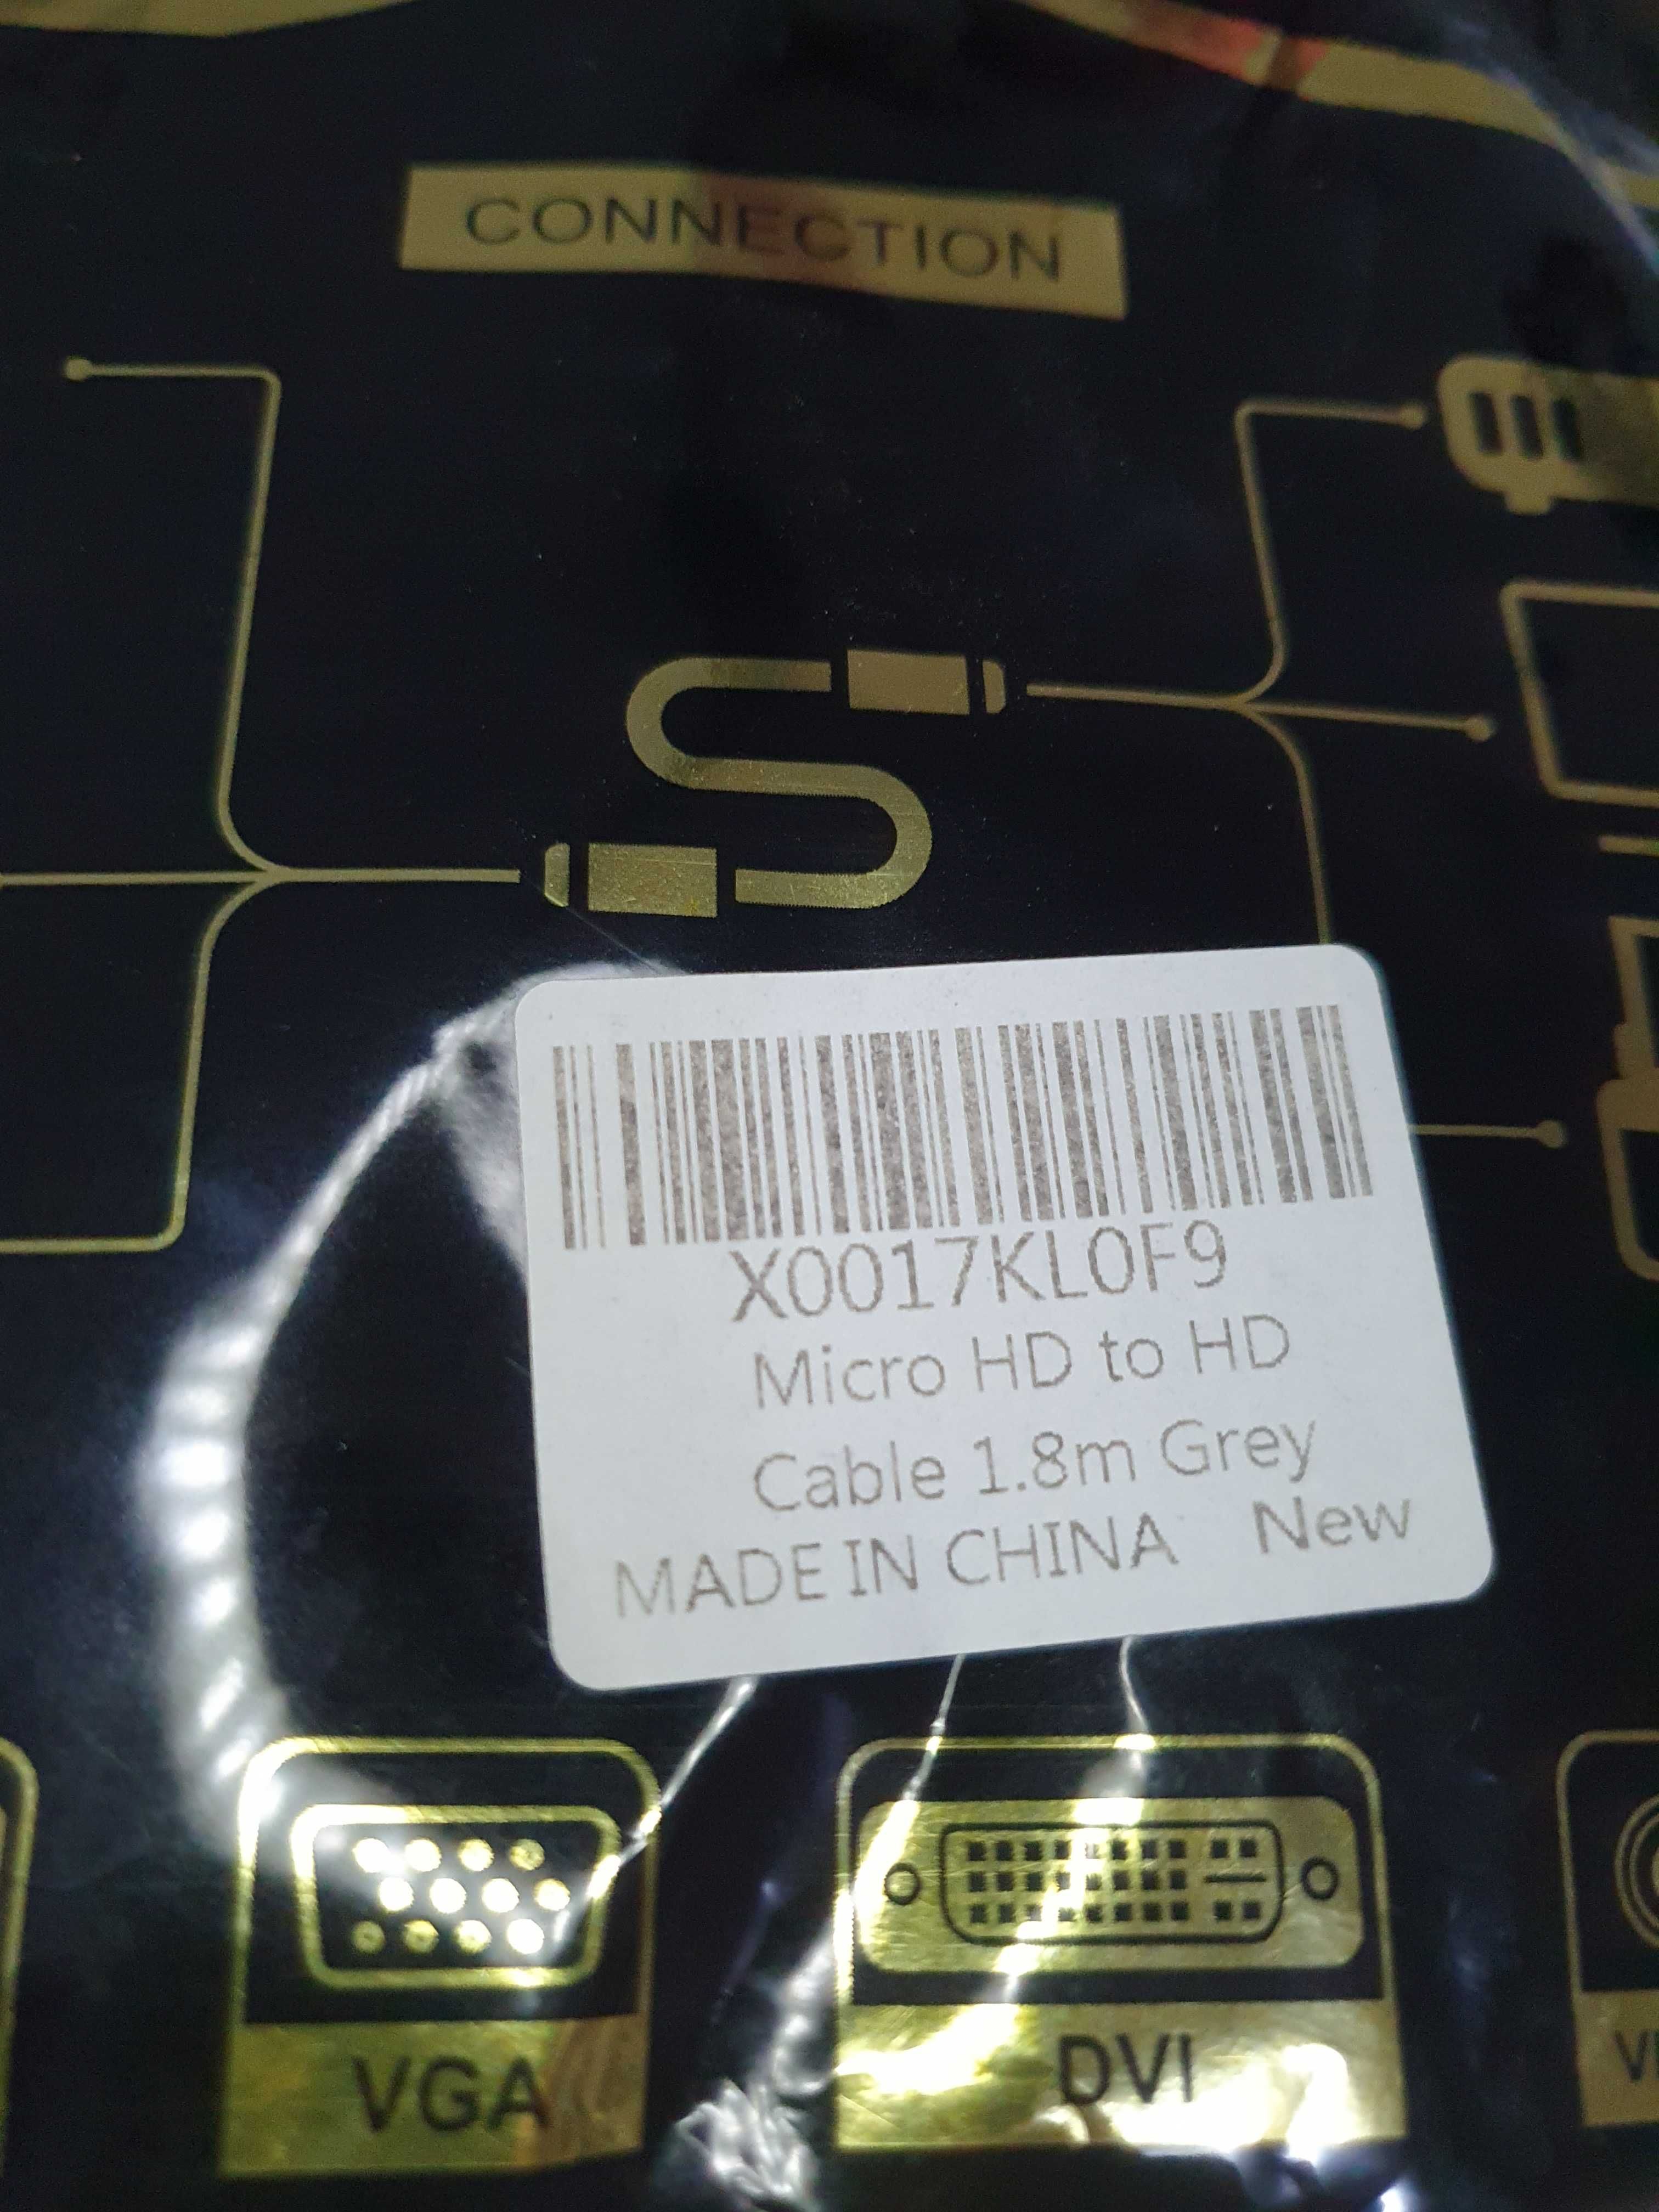 CONNECTION
X0017KL0F9
Micro HD to HD
Cable 1.8m Grey
MADE IN CHINA New
VGA
DVI